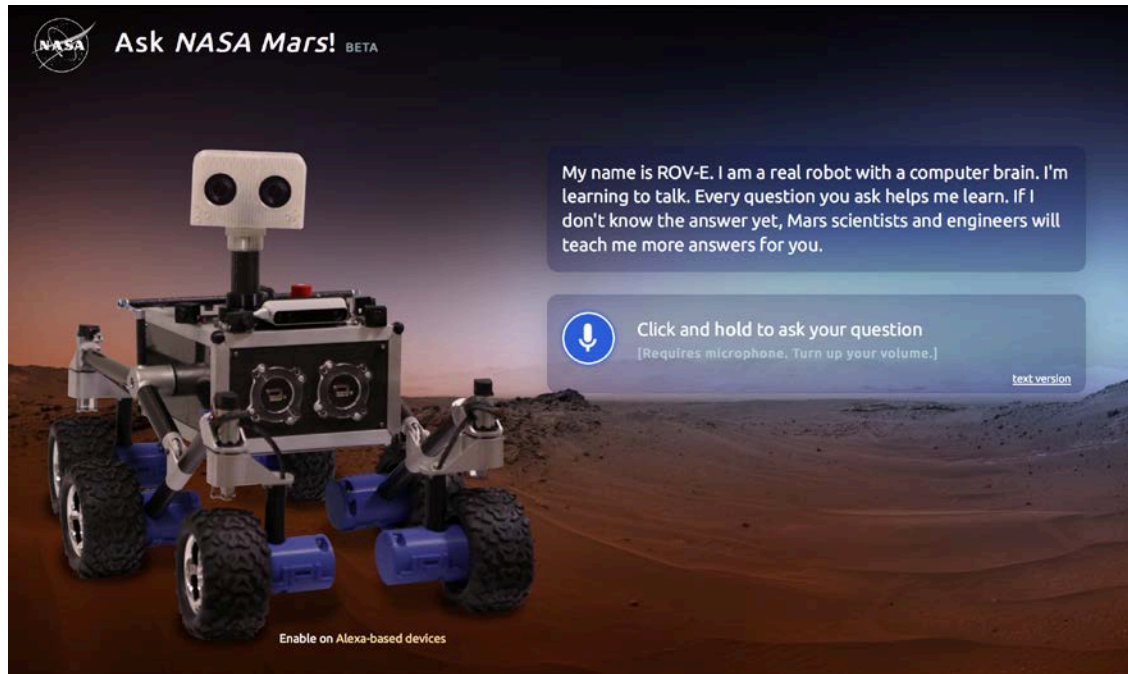 NASA
Ask NASA Mars! BETA
My name is ROV-E. I am a real robot with a computer brain. I'm
learning to talk. Every question you ask helps me learn. If I
don't know the answer yet, Mars scientists and engineers will
teach me more answers for you.
Click and hold to ask your question
[Requires microphone. Turn up your volume.]
text version
Enable on Alexa-based devices